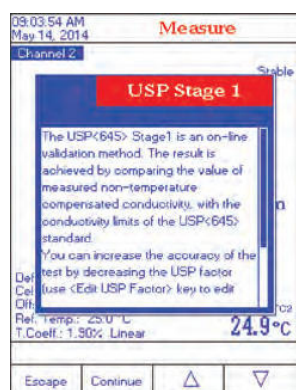 09:03:54 AM
May 14, 2014
Measure
Channel 2
Stable
USP Stage 1
The USP<645> Stage1 is an on-line
validation method. The result is
achieved by comparing the value of
measured non-temperature
compensated conductivity, with the
conductivity limits of the USP<645>
standard.
You can increase the accuracy of the
test by decreasing the USP factor
(use <Edit USP Factor> key to edit
Ref. Temp.: 25.0 °C
T.Coeff.: 1.90% Linear
24.9°C
Escape
Continue